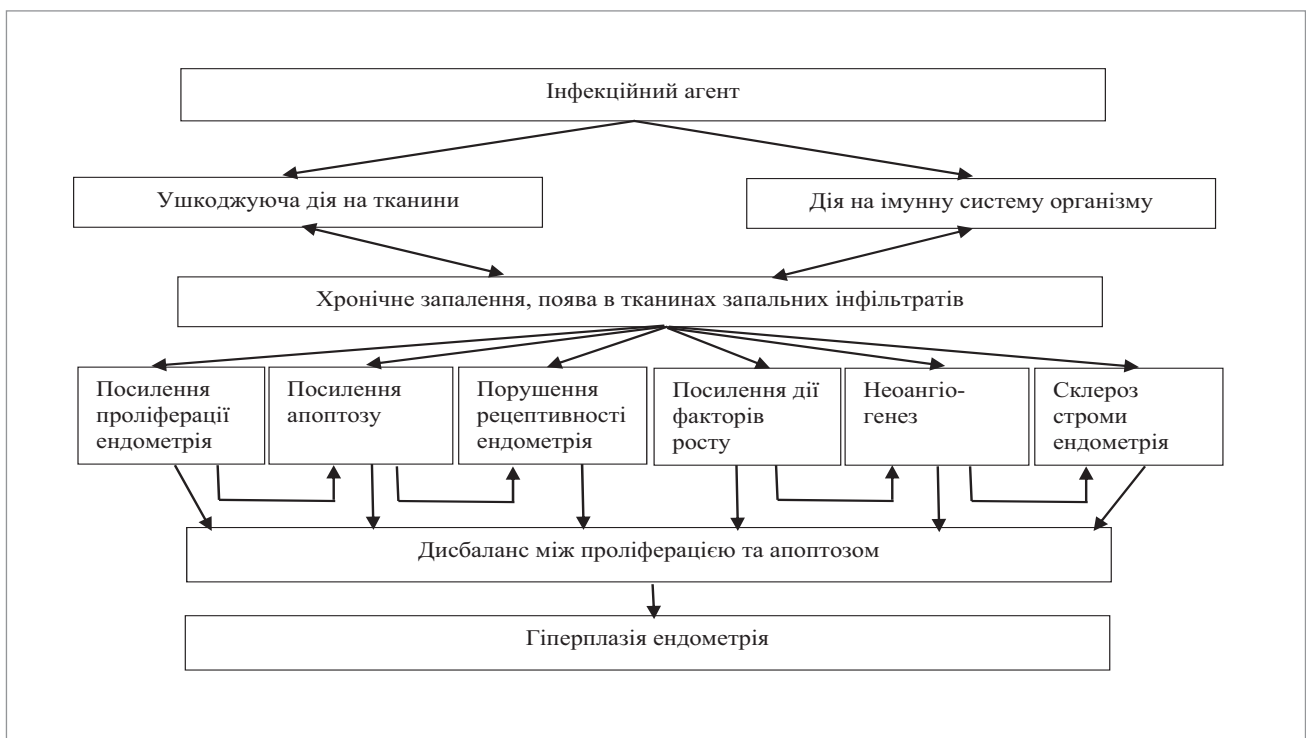 Інфекційний агент
Ушкоджуюча дія на тканини
Дія на імунну систему організму
Хронічне запалення, поява в тканинах запальних інфільтратів
Посилення
проліферації
ендометрія
Посилення
апоптозу
Порушення
рецептивності
ендометрія
Посилення дії
факторів
росту
Неоангіо-
генез
Склероз
строми
ендометрія
Дисбаланс між проліферацією та апоптозом
Гіперплазія ендометрія